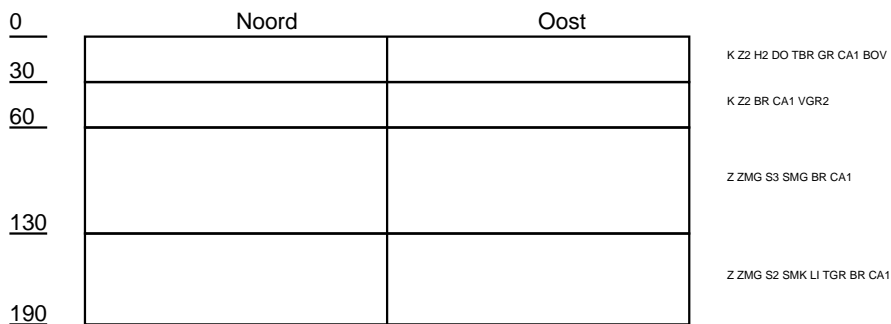 0 Noord Oost
K Z2 H2 DO TBR GR CA1 BOV
30
K Z2 BR CA1 VGR2
60
Z ZMG S3 SMG BR CA1
130
Z ZMG S2 SMK LI TGR BR CA1
190